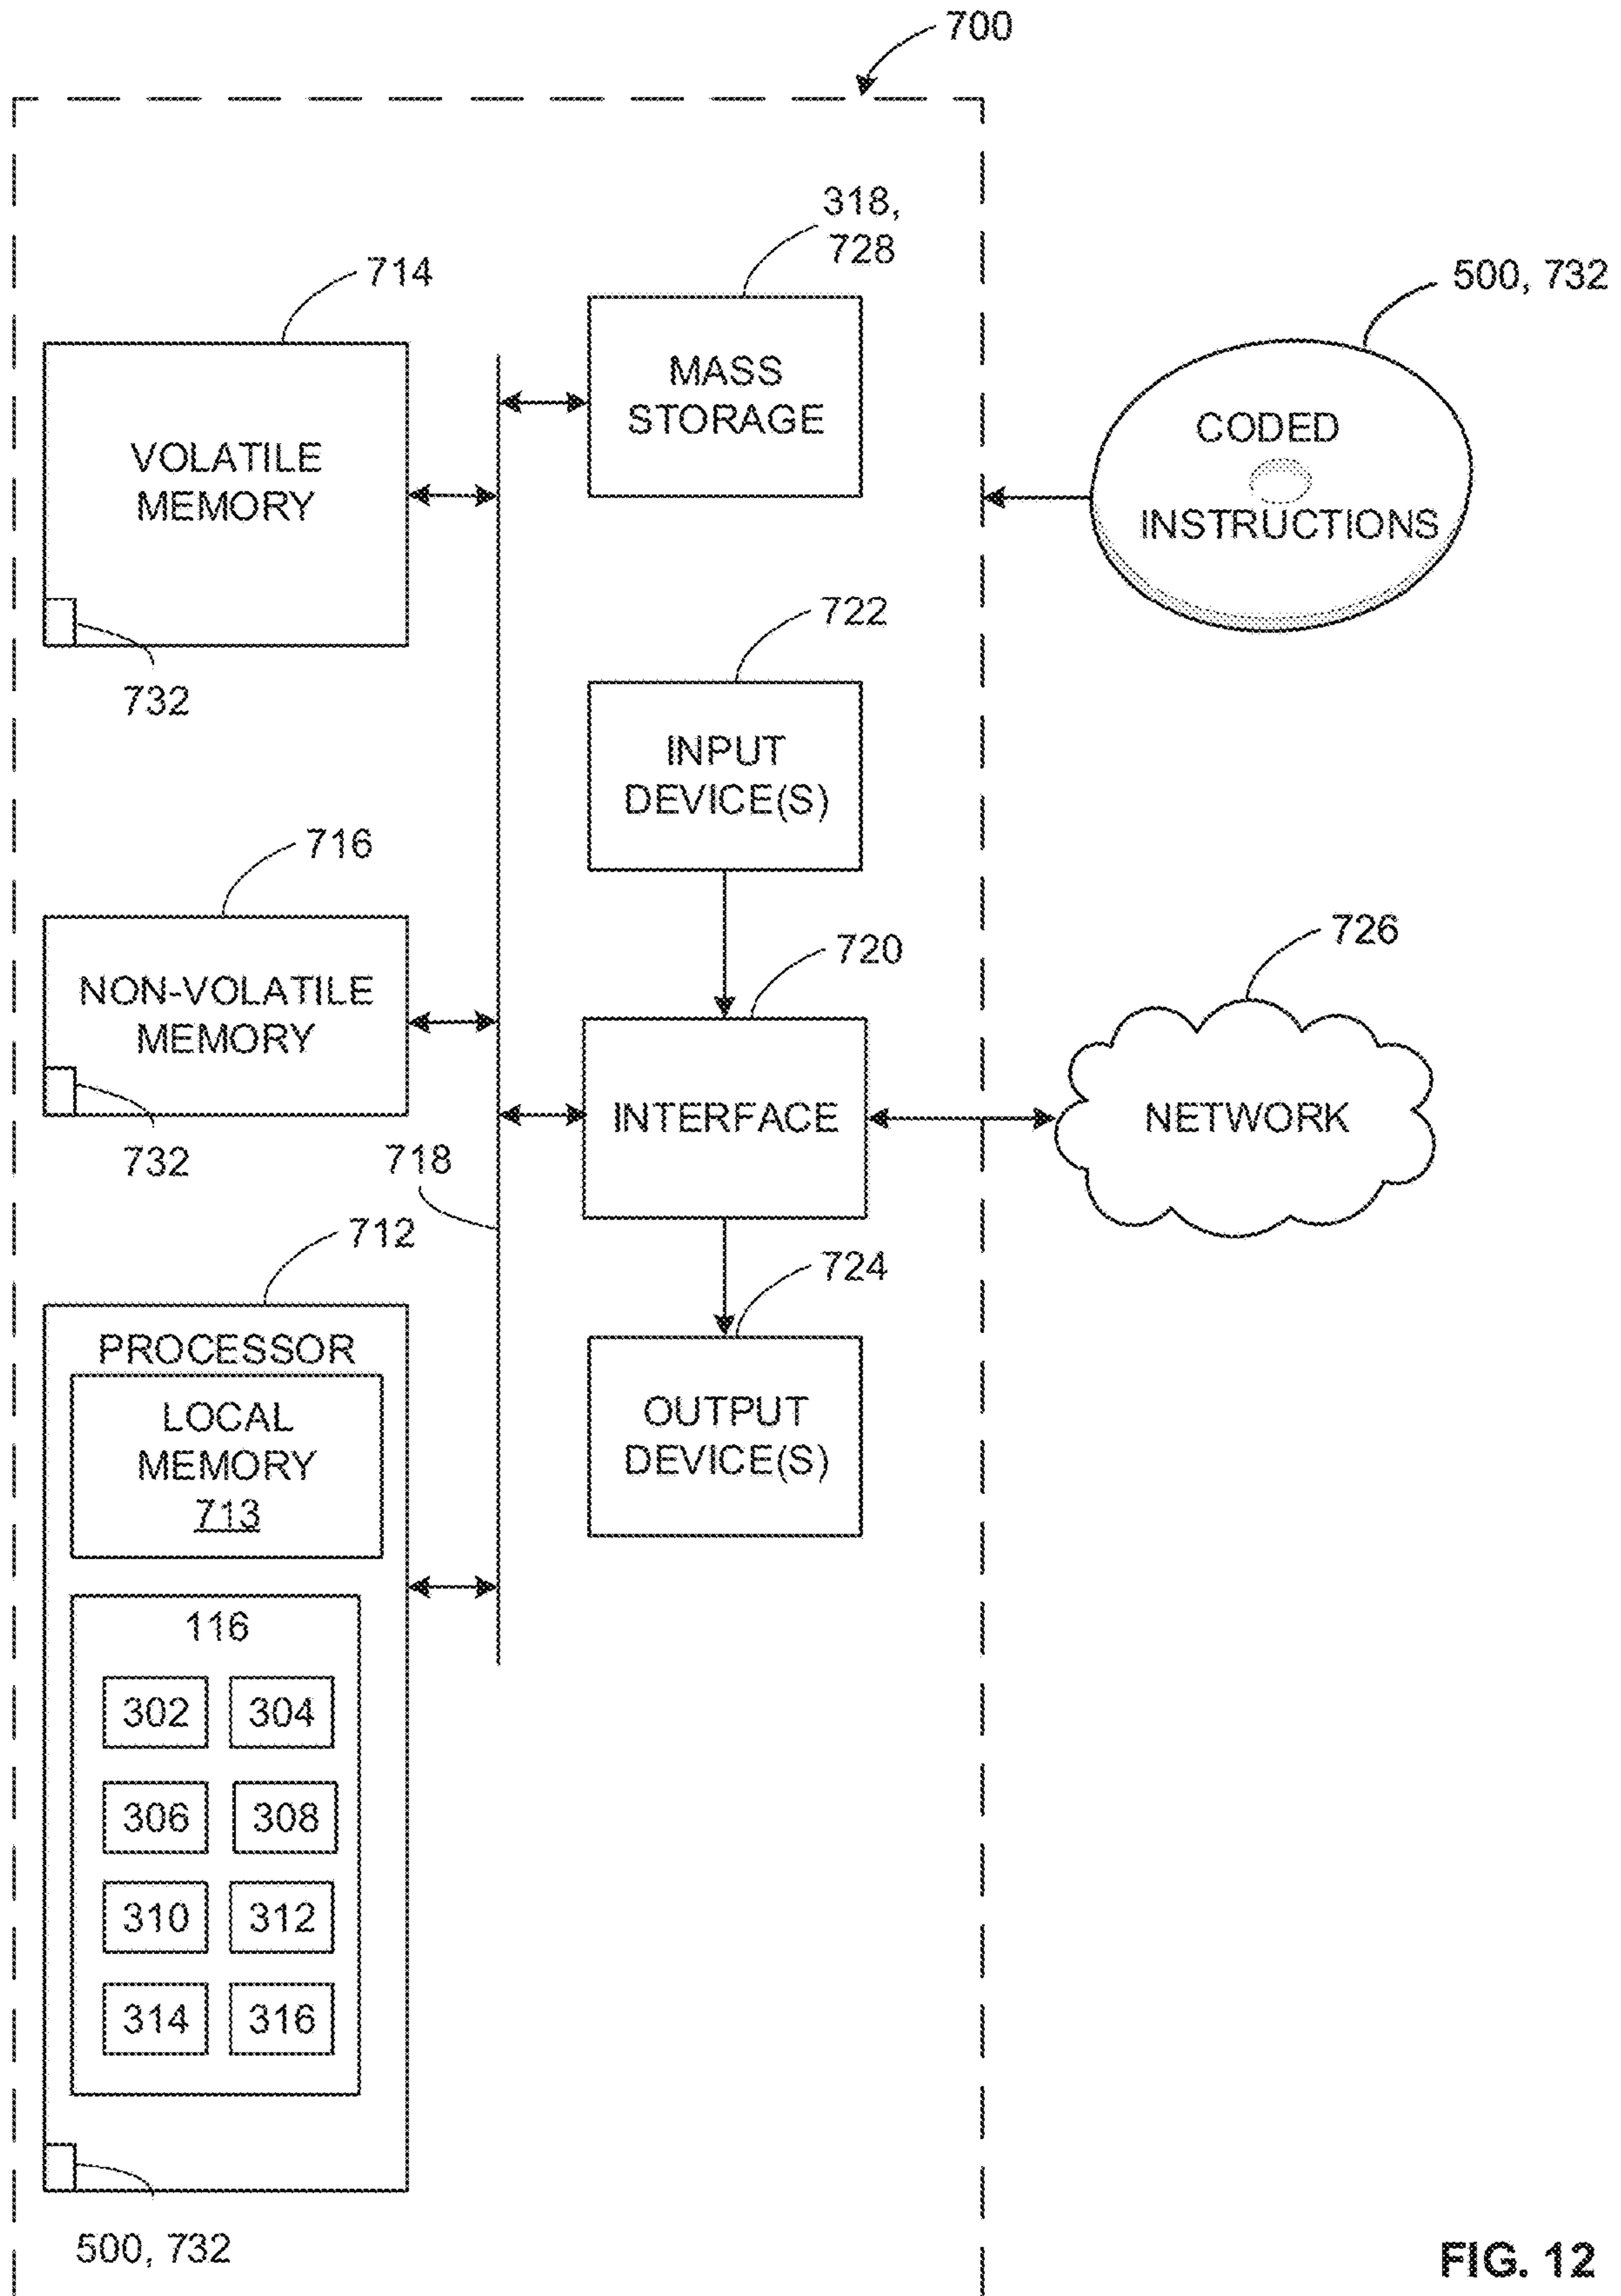 700
318,
728
714
500, 732
MASS
STORAGE
VOLATILE
MEMORY
CODED
INSTRUCTIONS
732
722
INPUT
DEVICE(S)
716
720
726
NON-VOLATILE
MEMORY
INTERFACE
NETWORK
732
718
712
724
PROCESSOR
LOCAL
MEMORY
713
OUTPUT
DEVICE(S)
116
302 304
306 308
310 312
314 316
500, 732
FIG. 12